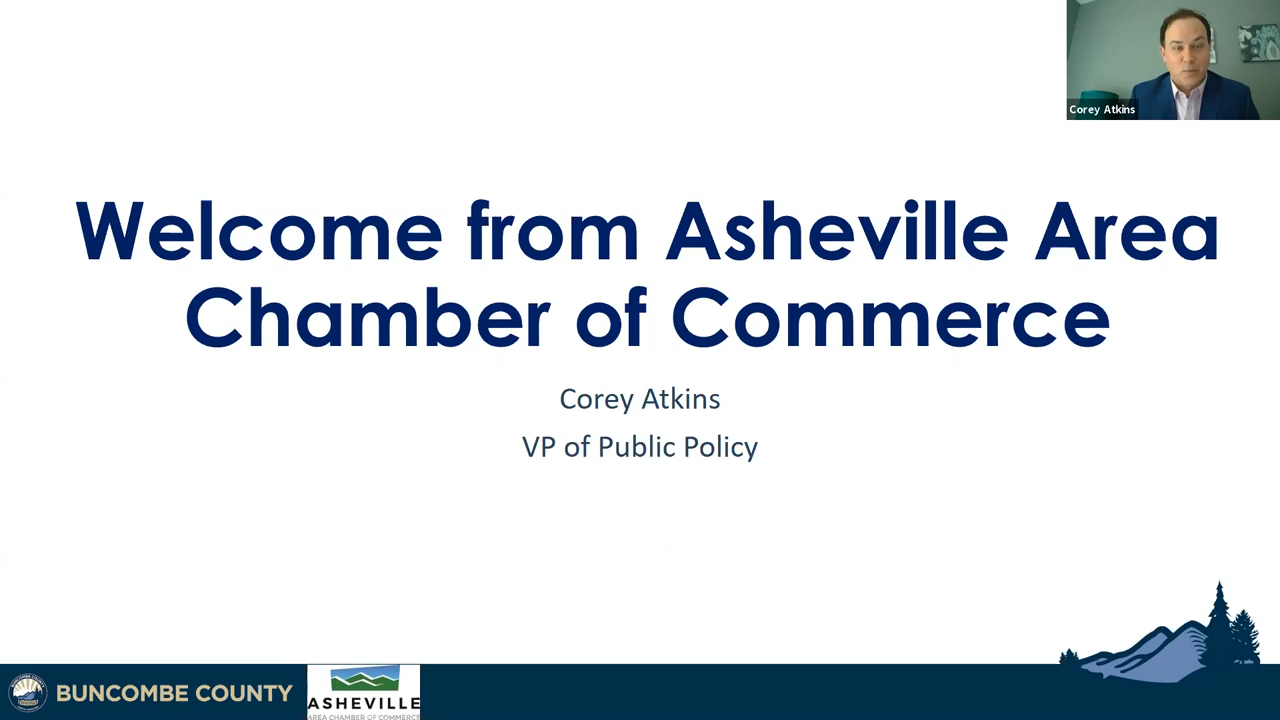 Corey Atkins
Welcome from Asheville Area
Chamber of Commerce
Corey Atkins
VP of Public Policy
BUNCOMBE COUNTY
ASHEVILLE
AREA CHAMBER OF COMMERCE